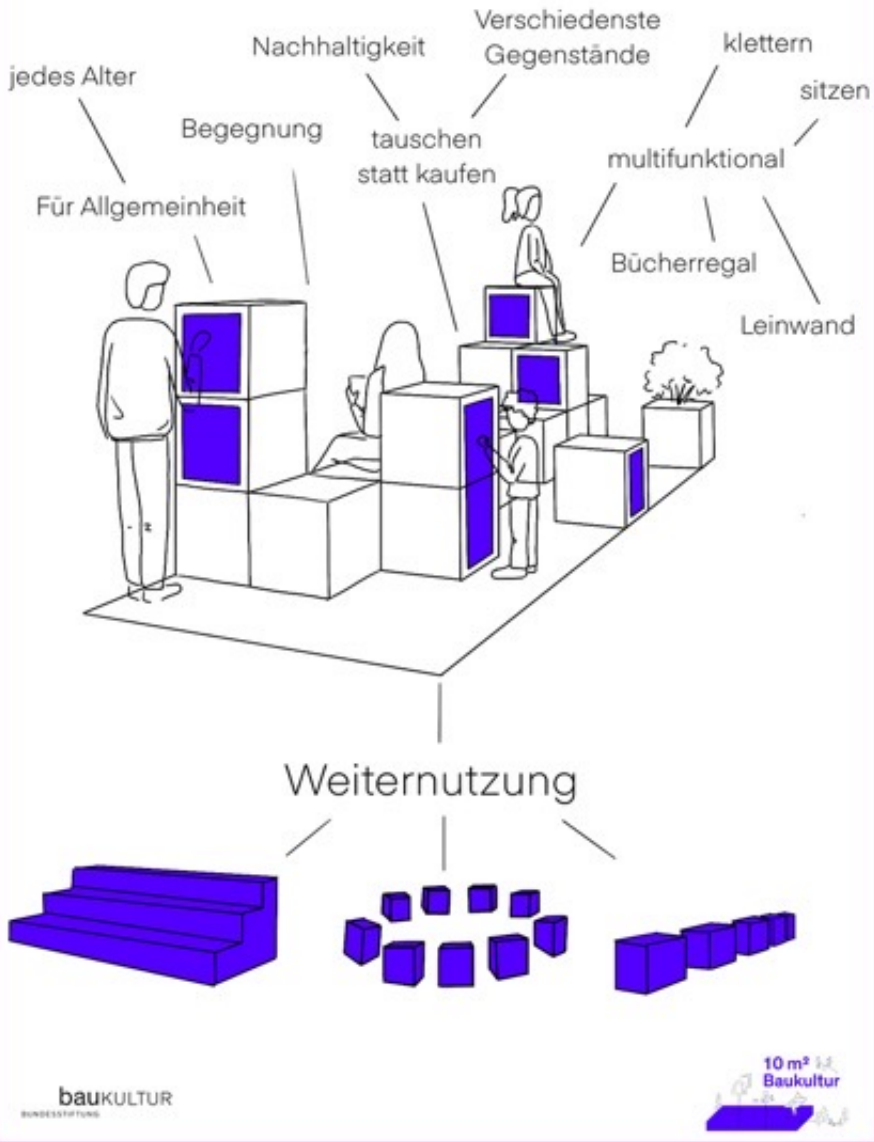 Verschiedenste
Gegenstände
Nachhaltigkeit
klettern
jedes Alter
sitzen
Begegnung
tauschen
statt kaufen
multifunktional
Für Allgemeinheit
Bücherregal
Leinwand
Weiternutzung
10 m²
Baukultur
bauKULTUR
BUNDESSTIFTUNG